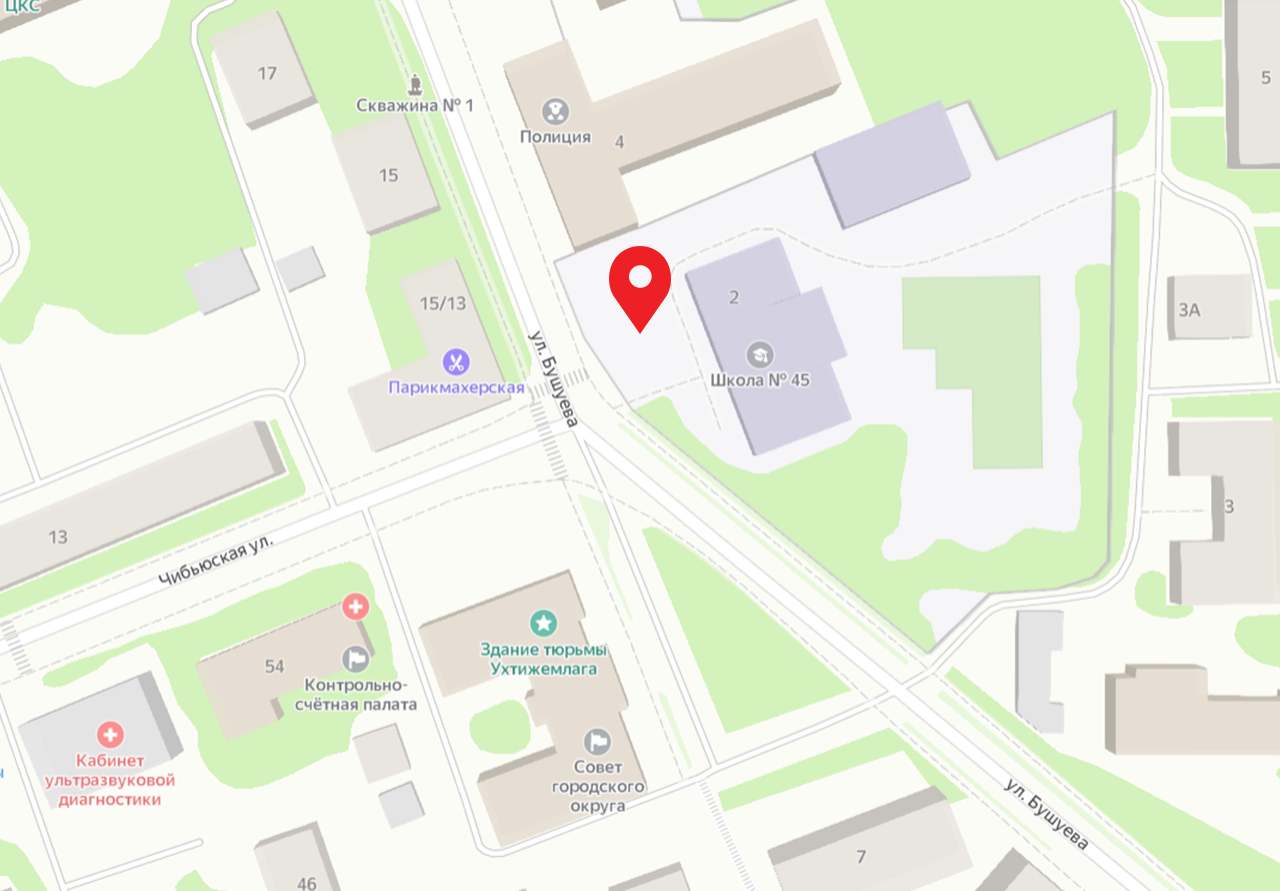 ЦКС
17
Скважина № 1
5
Полиция
4
15
15/13
2
3А
ул. Бушуева
Парикмахерская
Школа № 45
3
13
Чибьюская ул.
Здание тюрьмы
Ухтижемлага
54
Контрольно-
счётная палата
Кабинет
ультразвуковой
диагностики
Совет
городского
округа
ул. Бушуева
7
46